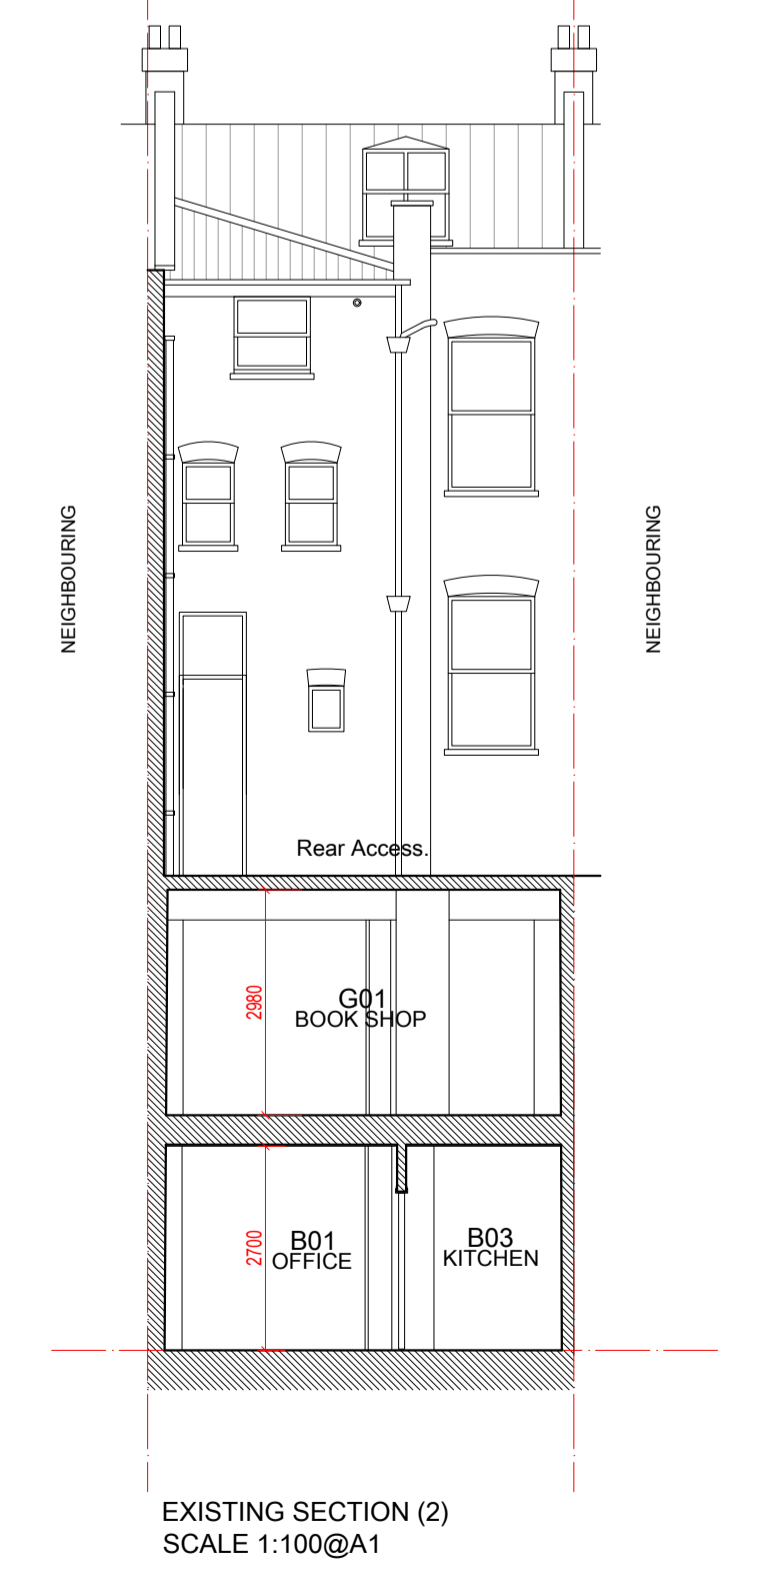 NEIGHBOURING
NEIGHBOURING
Rear Access.
2980
G01
BOOK SHOP
2700
B01
OFFICE
B03
KITCHEN
EXISTING SECTION (2)
SCALE 1:100@A1